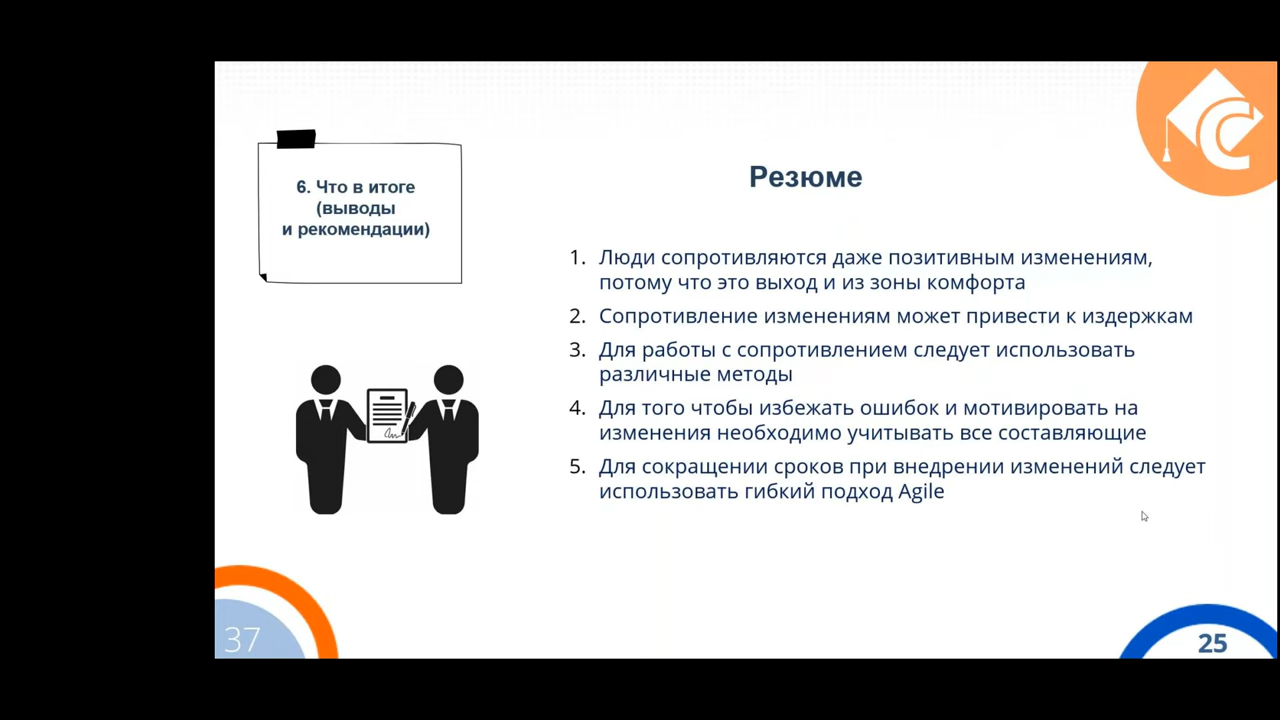 6. Что в итоге
(выводы
и рекомендации)
Резюме
1. Люди сопротивляются даже позитивным изменениям,
потому что это выход и из зоны комфорта
2. Сопротивление изменениям может привести к издержкам
3. Для работы с сопротивлением следует использовать
различные методы
4. Для того чтобы избежать ошибок и мотивировать на
изменения необходимо учитывать все составляющие
5. Для сокращении сроков при внедрении изменений следует
использовать гибкий подход Agile
37
25